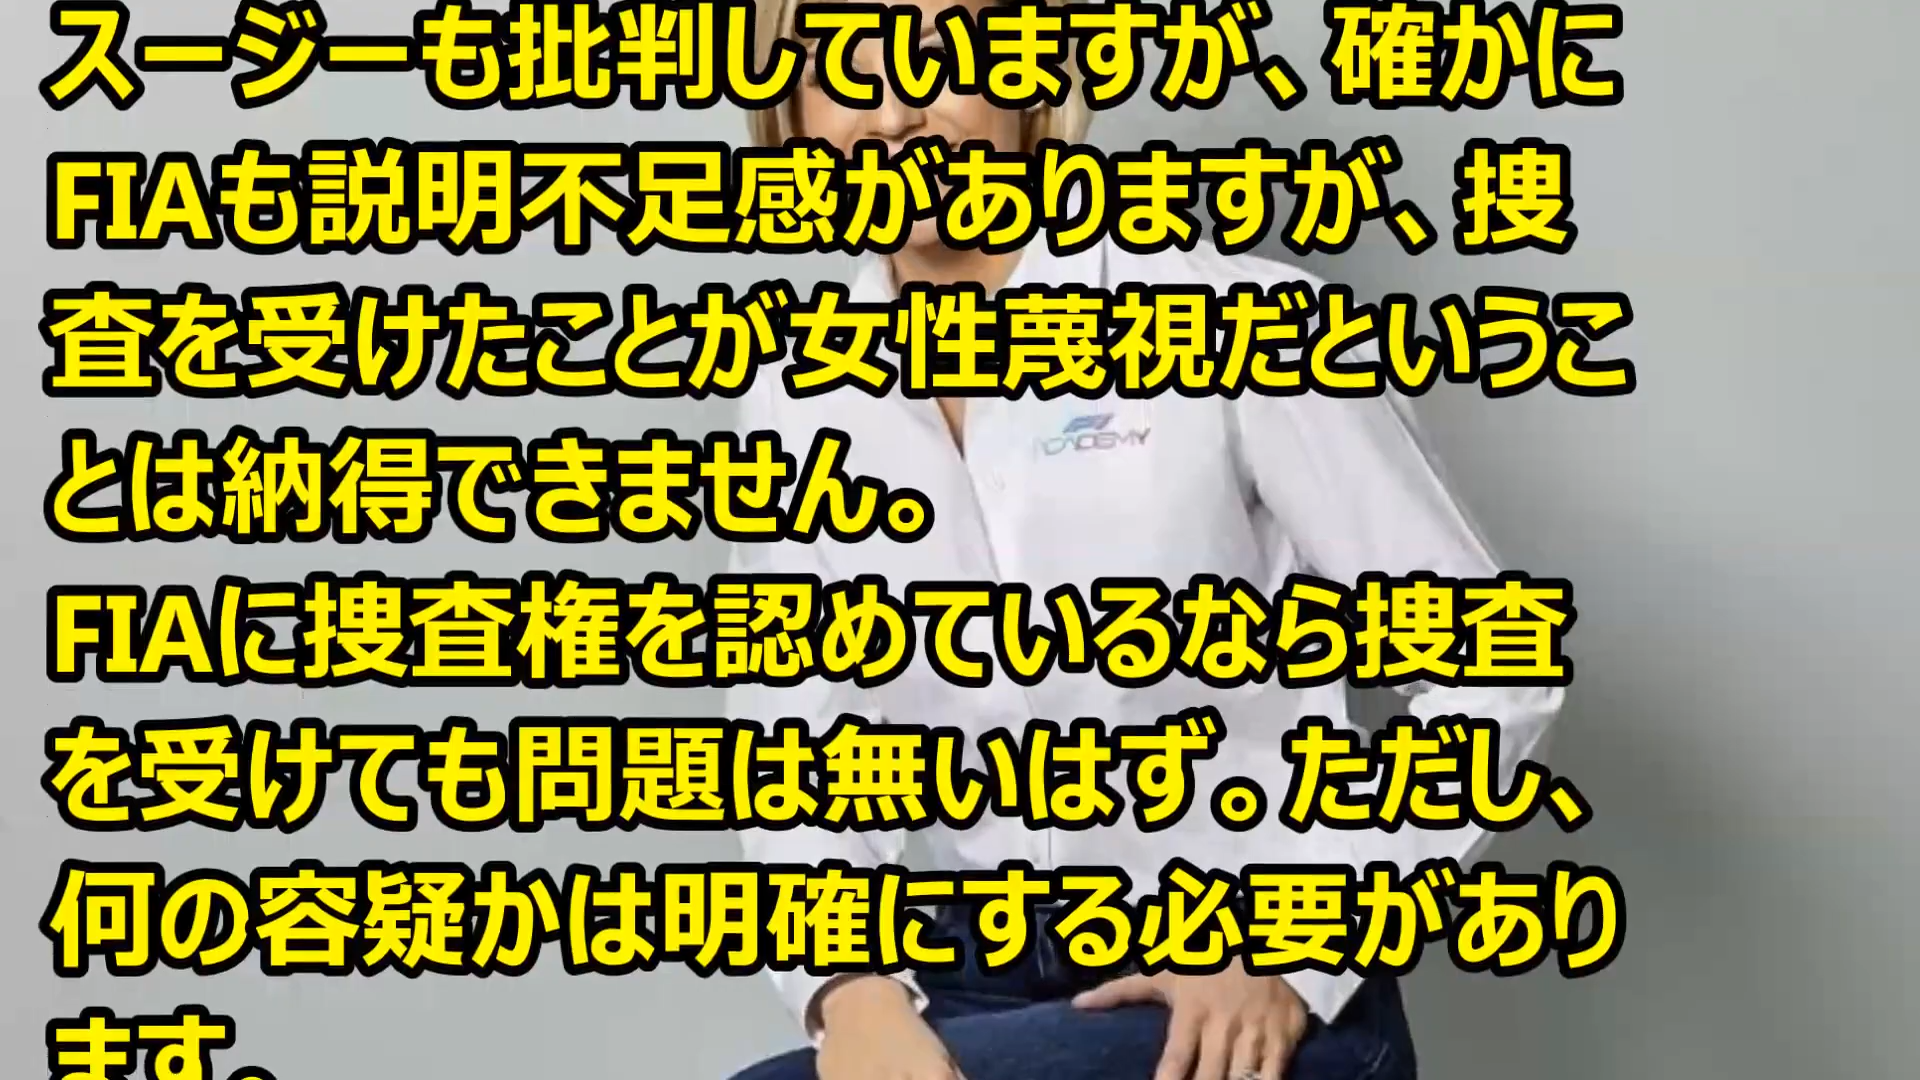 スージーも批判していますが、確かに
FIAも説明不足感がありますが、捜
査を受けたことが女性蔑視だというこ
とは納得できません。
ACADEMY
FIAに捜査権を認めているなら捜査
を受けても問題は無いはず。ただし、
何の容疑かは明確にする必要があり
ます。